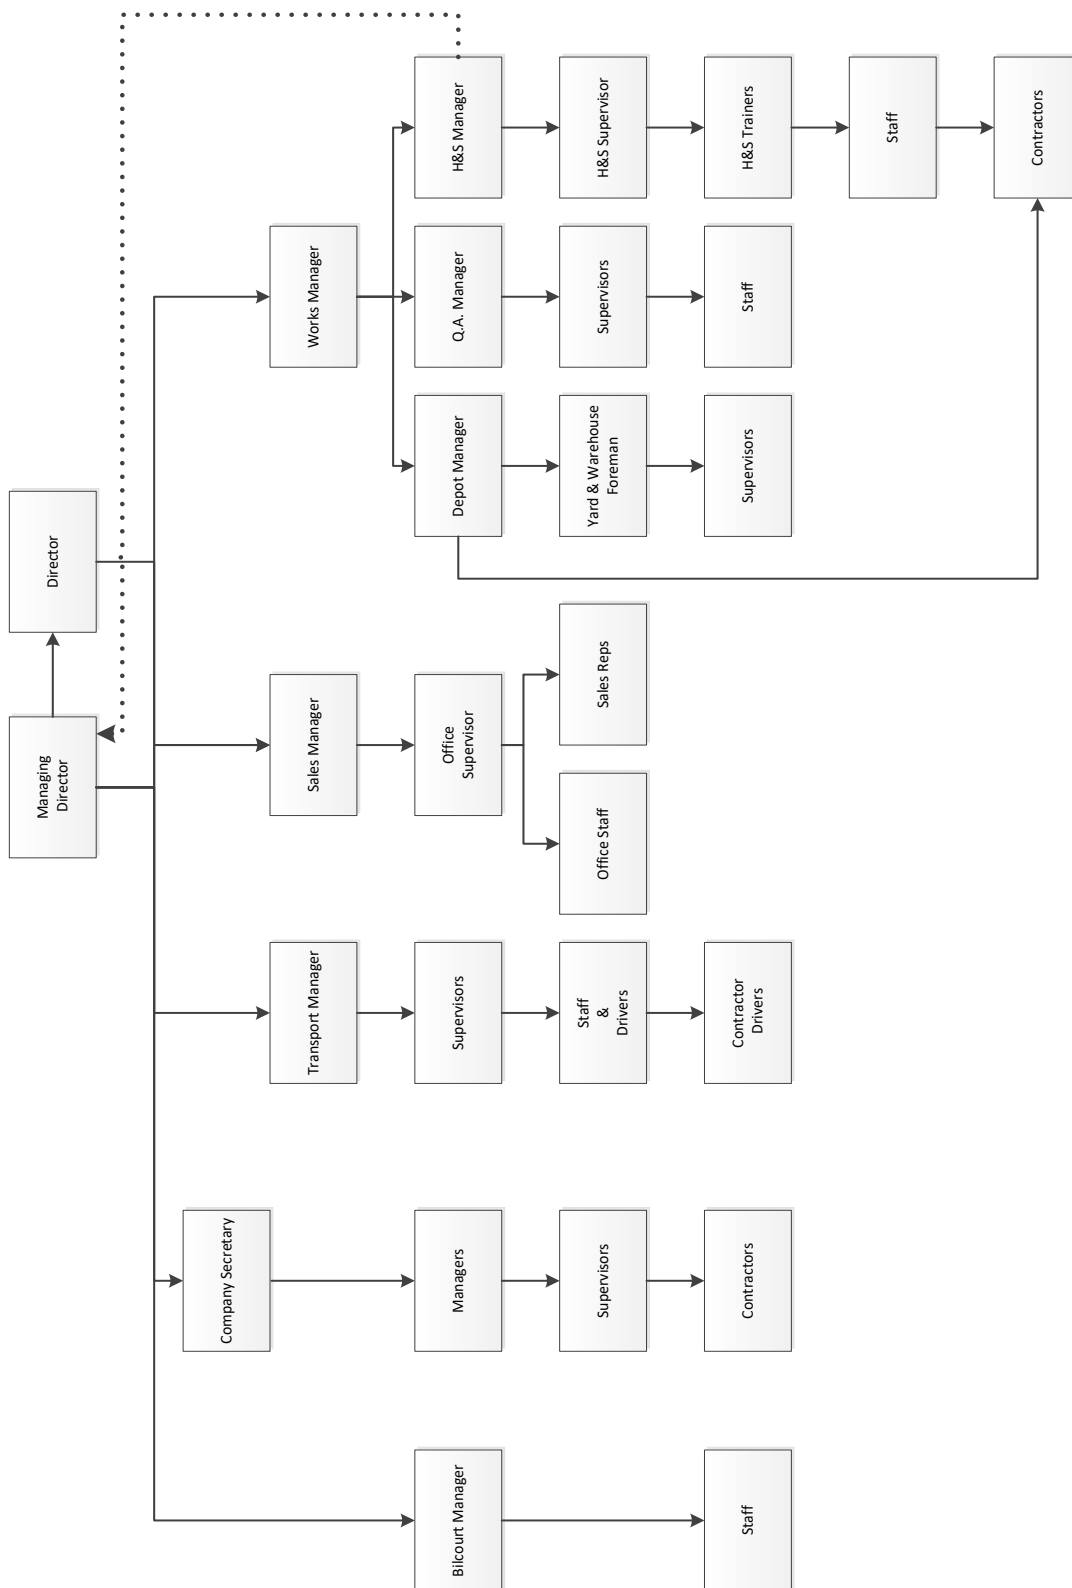 Managing
Director
Director
Bilcourt Manager
Staff
Company Secretary
Managers
Supervisors
Contractors
Transport Manager
Supervisors
Staff
&
Drivers
Contractor
Drivers
Sales Manager
Office
Supervisor
Office Staff
Sales Reps
Works Manager
Depot Manager
Yard & Warehouse
Foreman
Supervisors
Q.A. Manager
Supervisors
Staff
H&S Manager
H&S Supervisor
H&S Trainers
Staff
Contractors